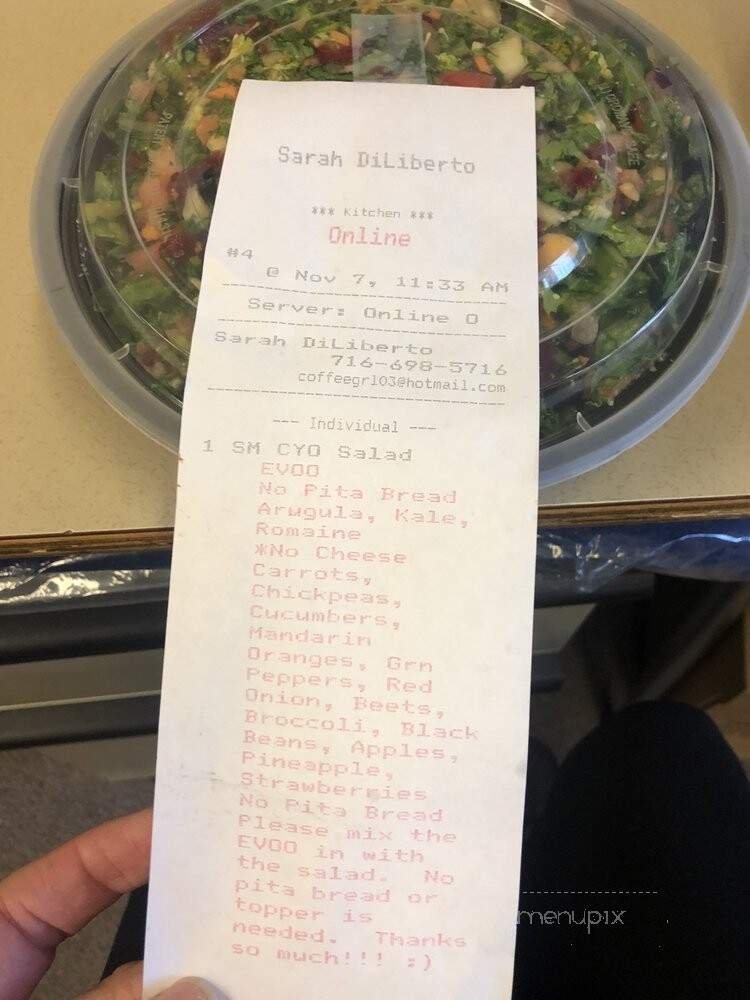 Sarah DiLiberto
*** Kitchen ***
Online
#4
@ Nov 7, 11:33 AM
Server: Online O
Sarah DiLiberto
716-698-5716
coffeegrl03@hotmail.com
--- Individual ---
1 SM CYO Salad
EVOO
No Pita Bread
Arugula, Kale,
Romaine
*No Cheese
Carrots,
Chickpeas,
Cucumbers,
Mandarin
Oranges, Grn
Peppers, Red
Onion, Beets,
Broccoli, Black
Beans, Apples,
Pineapple,
Strawberries
No Pita Bread
Please mix the
EVOO in with
the salad. No
pita bread or
topper is
needed. Thanks
so much!!! :)
menupix